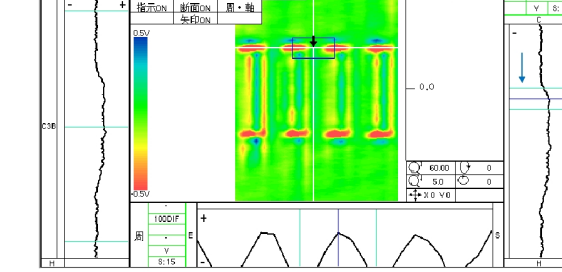 - +
指示ON 断面ON 周・軸
矢印ON
Y S:
C
-
0.5V
0.0
C3B
-0.5V
60.00 0
5.0 0
X 0 Y 0
100DIF
+
周 E S
Y
S:15
-
H H